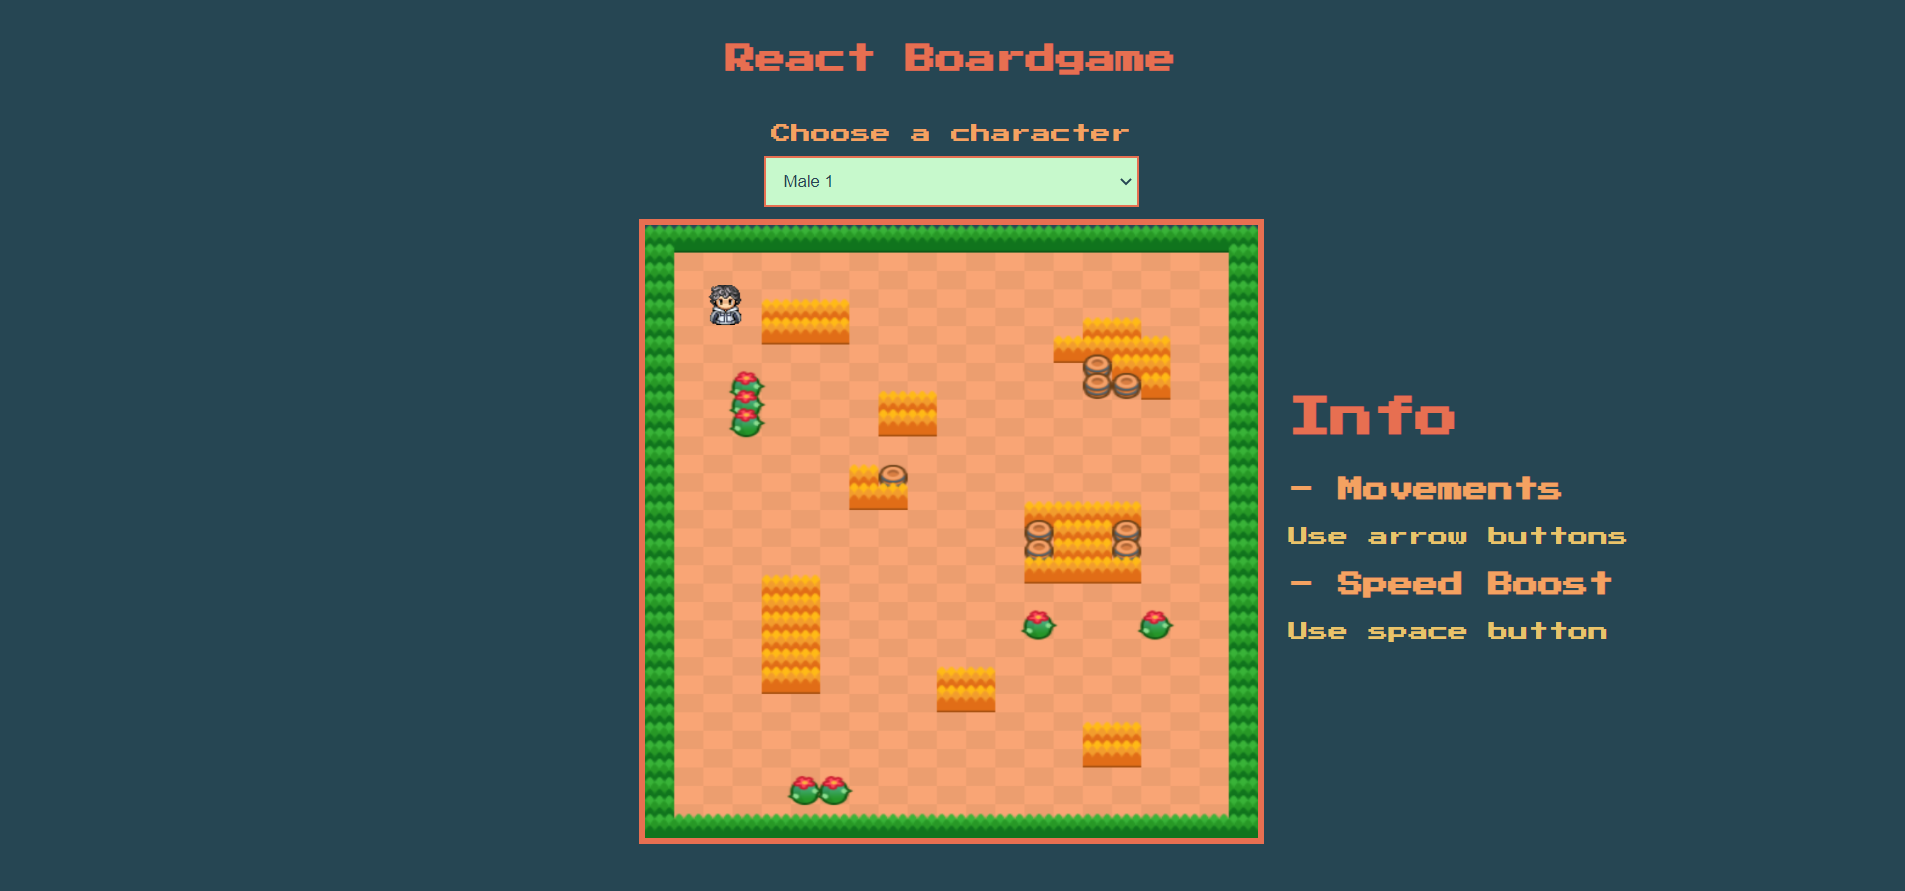 React Boardgame
Choose a character
Male 1
Info
- Movements
Use arrow buttons
- Speed Boost
Use space button